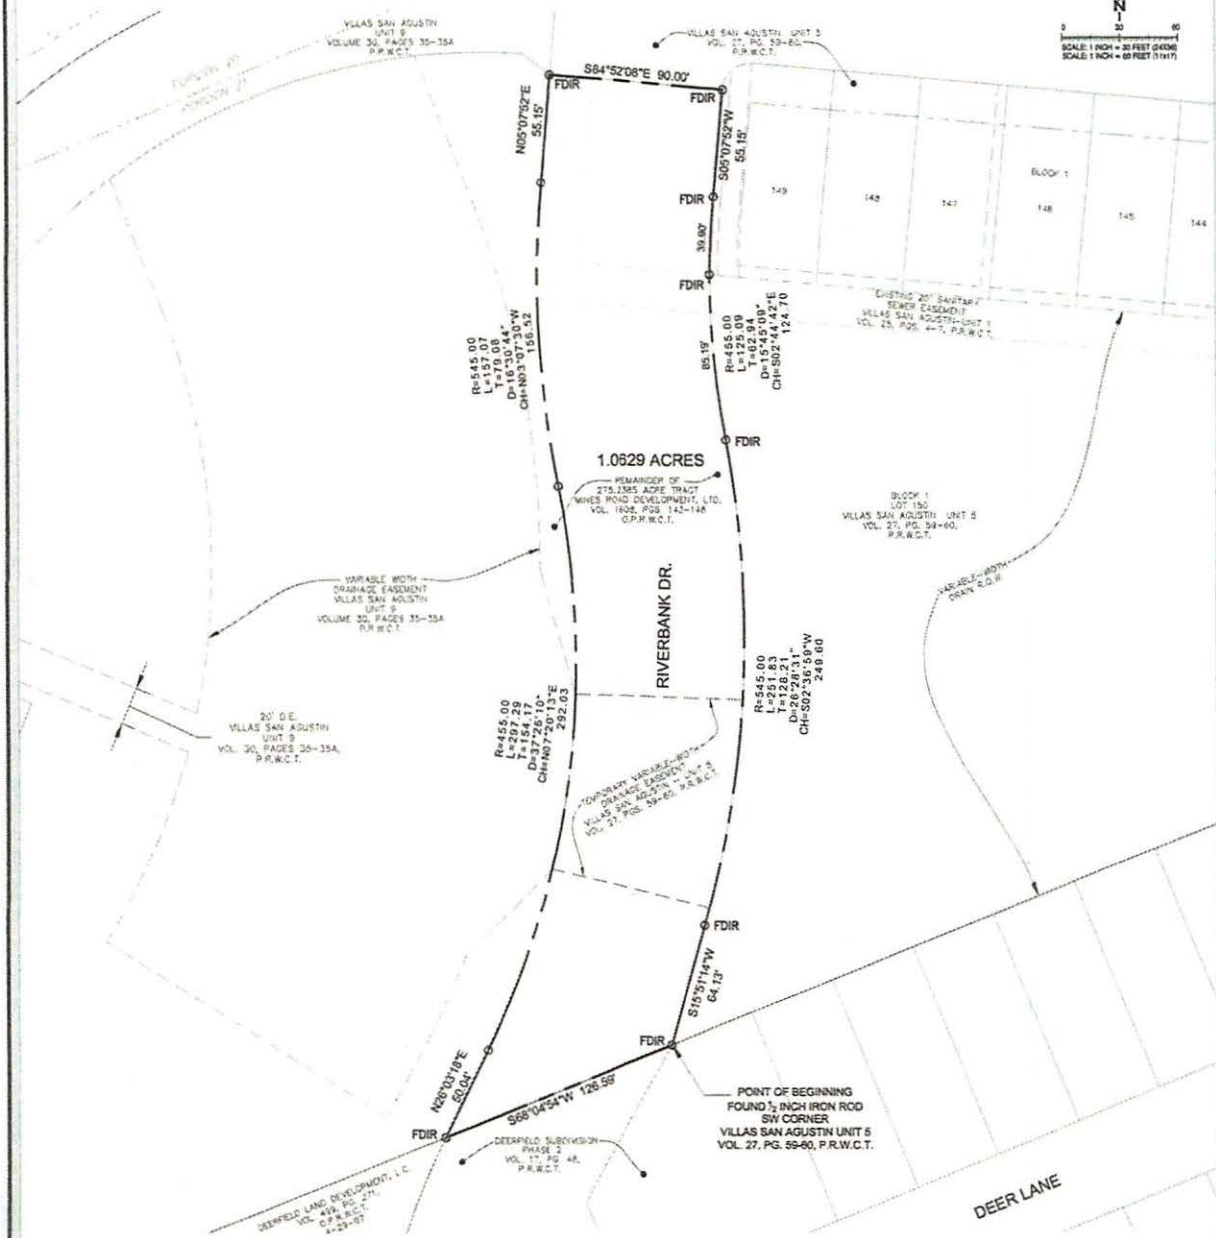 VILLAS SAN AGUSTIN
UNIT 9
VOLUME 30, PAGES 35-35A
P.R.W.C.T.
VILLAS SAN AGUSTIN UNIT 5
VOL. 27, PG. 59-60,
P.R.W.C.T.
N
0 30 60
SCALE: 1 INCH = 30 FEET (24X36)
SCALE: 1 INCH = 60 FEET (11x17)
S84°52'08"E 90.00'
FDIR
FDIR
N05°07'52"E
55.15'
S05°07'52"W
55.15'
FDIR
39.90'
FDIR
BLOCK 1
149
148
147
146
145
144
EXISTING 20' SANITARY
SEWER EASEMENT
VILLAS SAN AGUSTIN-UNIT 1
VOL. 25, PGS. 4-7, P.R.W.C.T.
R=545.00
L=157.07
T=79.08
D=16°30'44"
CH=N03°07'30"W
156.52
85.19'
R=455.00
L=125.09
T=62.94
D=15°45'09"
CH=S02°44'42"E
124.70
FDIR
1.0629 ACRES
REMAINDER OF
275.2385 ACRE TRACT
MINES ROAD DEVELOPMENT, LTD.
VOL. 1608, PGS. 143-148
O.P.R.W.C.T.
BLOCK 1
LOT 150
VILLAS SAN AGUSTIN UNIT 5
VOL. 27, PG. 59-60,
P.R.W.C.T.
VARIABLE WIDTH
DRAINAGE EASEMENT
VILLAS SAN AGUSTIN
UNIT 9
VOLUME 30, PAGES 35-35A
P.R.W.C.T.
RIVERBANK DR.
VARIABLE-WIDTH
DRAIN R.O.W.
R=545.00
L=251.83
T=128.21
D=26°28'31"
CH=S02°36'59"W
249.60
R=455.00
L=297.29
T=154.17
D=37°26'10"
CH=N07°20'13"E
292.03
20' D.E.
VILLAS SAN AGUSTIN
UNIT 9
VOL. 30, PAGES 35-35A,
P.R.W.C.T.
TEMPORARY VARIABLE-WIDTH
DRAINAGE EASEMENT
VILLAS SAN AGUSTIN - UNIT 5
VOL. 27, PGS. 59-60, P.R.W.C.T.
FDIR
S15°51'14"W
64.13'
FDIR
N26°03'18"E
50.04'
S66°04'54"W 126.59'
FDIR
POINT OF BEGINNING
FOUND ½ INCH IRON ROD
SW CORNER
VILLAS SAN AGUSTIN UNIT 5
VOL. 27, PG. 59-60, P.R.W.C.T.
DEERFIELD SUBDIVISION
PHASE 2
VOL. 17, PG. 48,
P.R.W.C.T.
DEERFIELD LAND DEVELOPMENT, L.C.
VOL. 499, PG. 271,
O.P.R.W.C.T.
4-29-97
DEER LANE